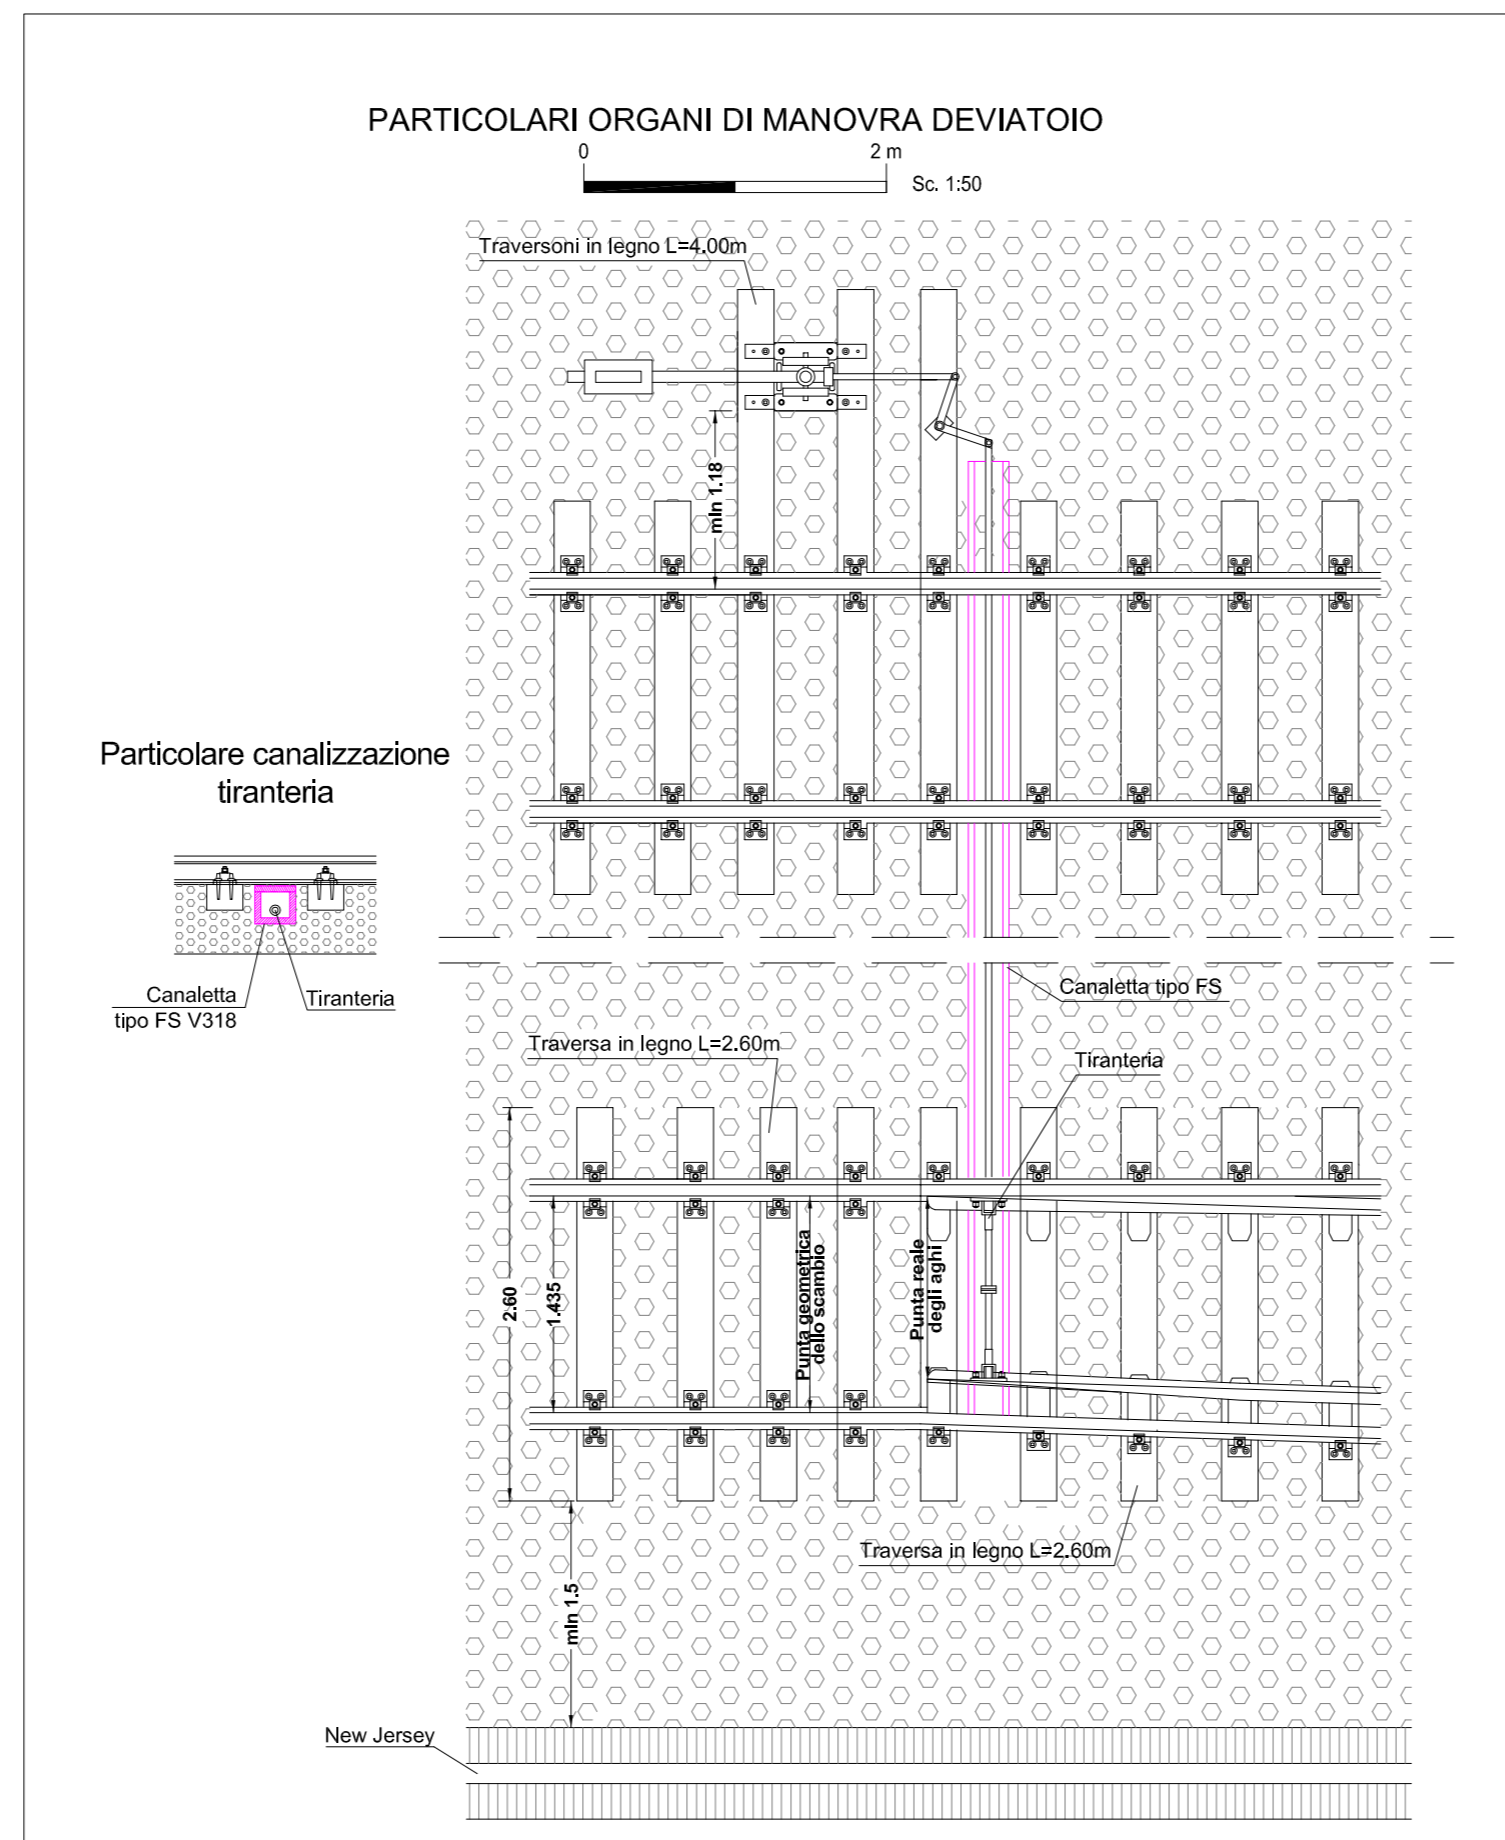 PARTICOLARI ORGANI DI MANOVRA DEVIATOIO
0
2 m
Sc. 1:50
Traversoni in legno L=4.00m
min 1.18
Particolare canalizzazione
tiranteria
Canaletta
tipo FS V318
Tiranteria
Canaletta tipo FS
Traversa in legno L=2.60m
Tiranteria
2.60
1.435
Punta geometrica
dello scambio
Punta reale
degli aghi
Traversa in legno L=2.60m
min 1.5
New Jersey